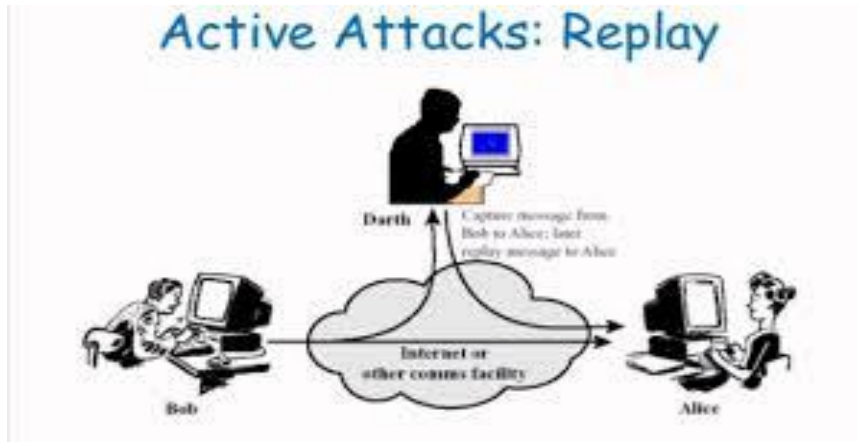 Active Attacks: Replay
Darth
Capture message from
Bob to Alice; later
replay message to Alice
Internet or
other comms facility
Bob
Alice